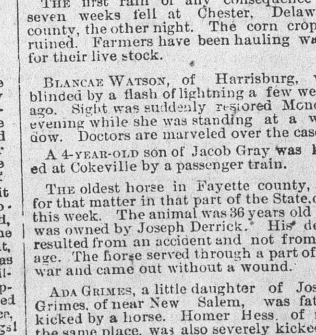 THE first rain of any consequence
seven weeks fell at Chester, Delaw
county, the other night. The corn crop
ruined. Farmers have been hauling wa
for their live stock.
BLANCAE WATSON, of Harrisburg, w
blinded by a flash of lightning a few we
ago. Sight was suddenly restored Mond
evening while she was standing at a w
dow. Doctors are marveled over the case
A 4-YEAR-OLD son of Jacob Gray was k
ed at Cokeville by a passenger train.
THE oldest horse in Fayette county,
for that matter in that part of the State, d
this week. The animal was 36 years old
was owned by Joseph Derrick. His de
resulted from an accident and not from
age. The horse served through a part of
war and came out without a wound.
ADA GRIMES, a little daughter of Jos
Grimes, of near New Salem, was fat
kicked by a horse. Homer Hess, of
the same place, was also severely kicked